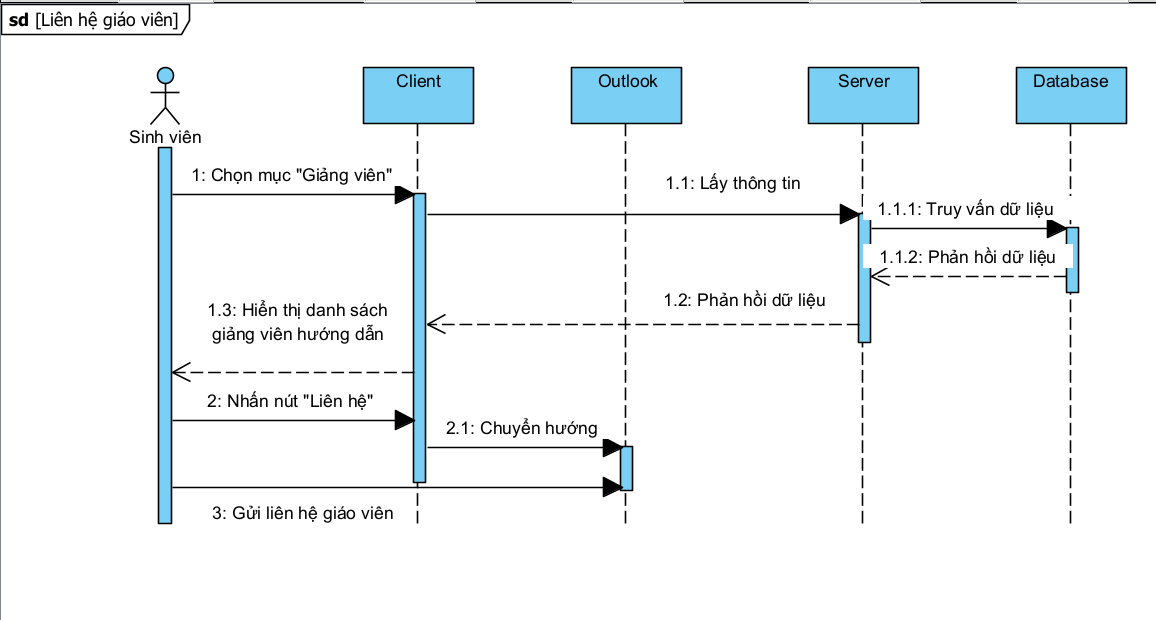 sd [Liên hệ giáo viên]
Client
Outlook
Server
Database
Sinh viên
1: Chọn mục "Giảng viên"
1.1: Lấy thông tin
1.1.1: Truy vấn dữ liệu
1.1.2: Phản hồi dữ liệu
1.2: Phản hồi dữ liệu
1.3: Hiển thị danh sách
giảng viên hướng dẫn
2: Nhấn nút "Liên hệ"
2.1: Chuyển hướng
3: Gửi liên hệ giáo viên